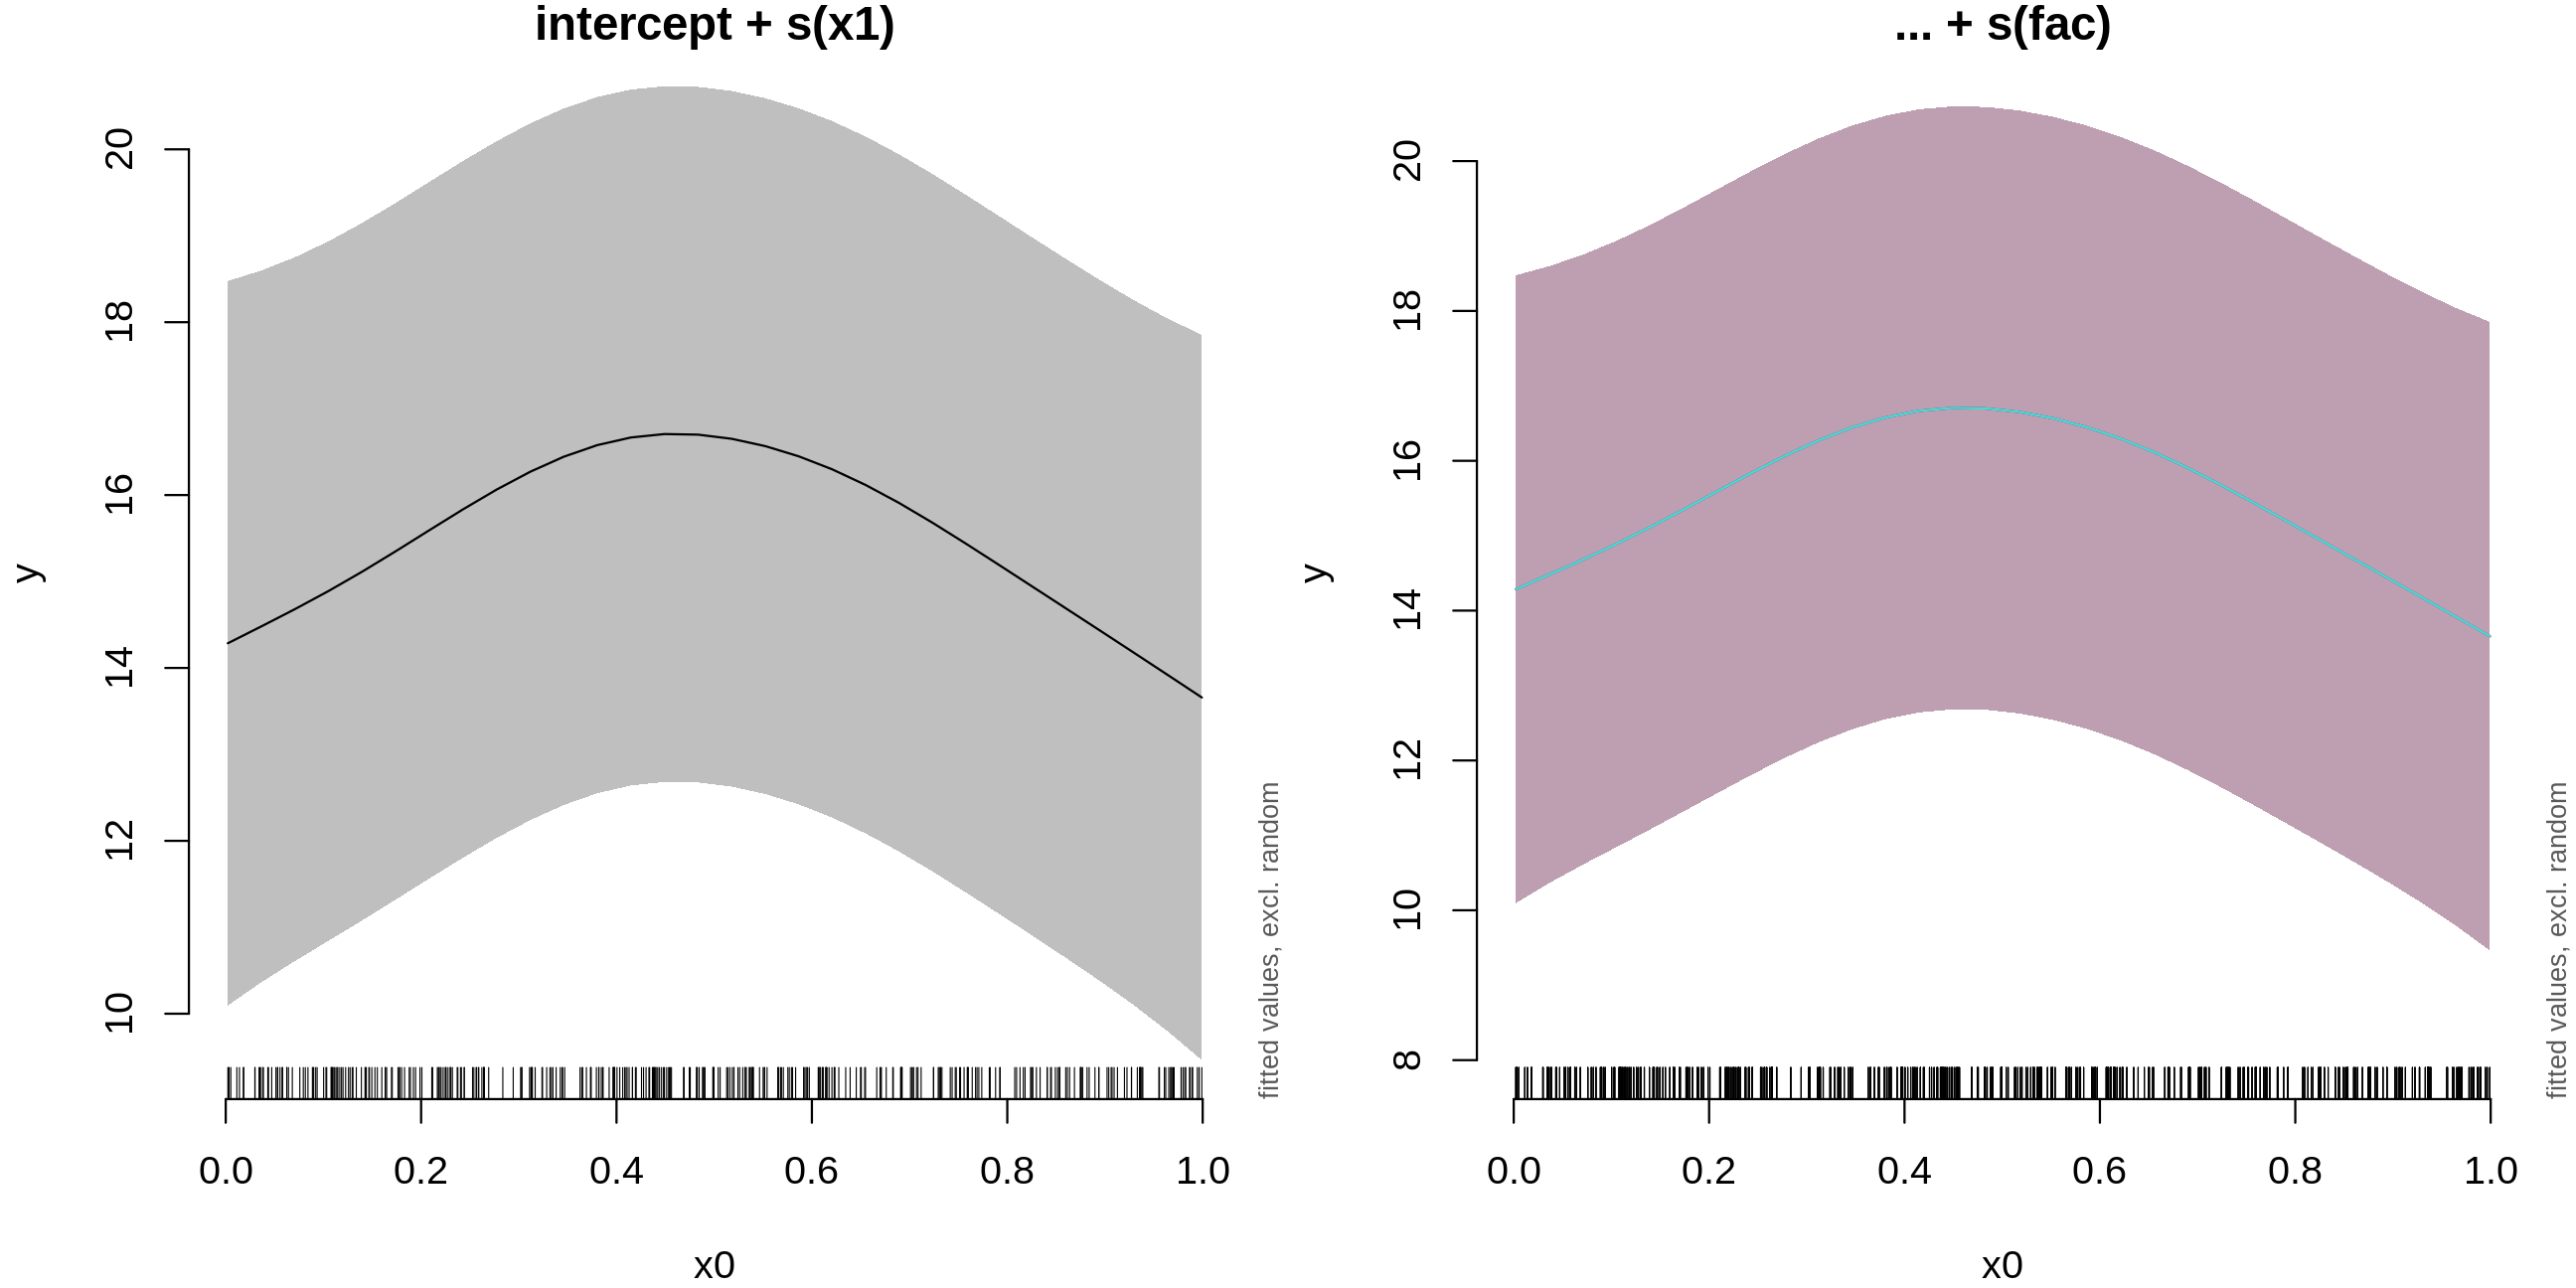 intercept + s(x1)
y
20
18
16
14
12
10
0.0 0.2 0.4 0.6 0.8 1.0
x0
fitted values, excl. random
... + s(fac)
y
20
18
16
14
12
10
8
0.0 0.2 0.4 0.6 0.8 1.0
x0
fitted values, excl. random